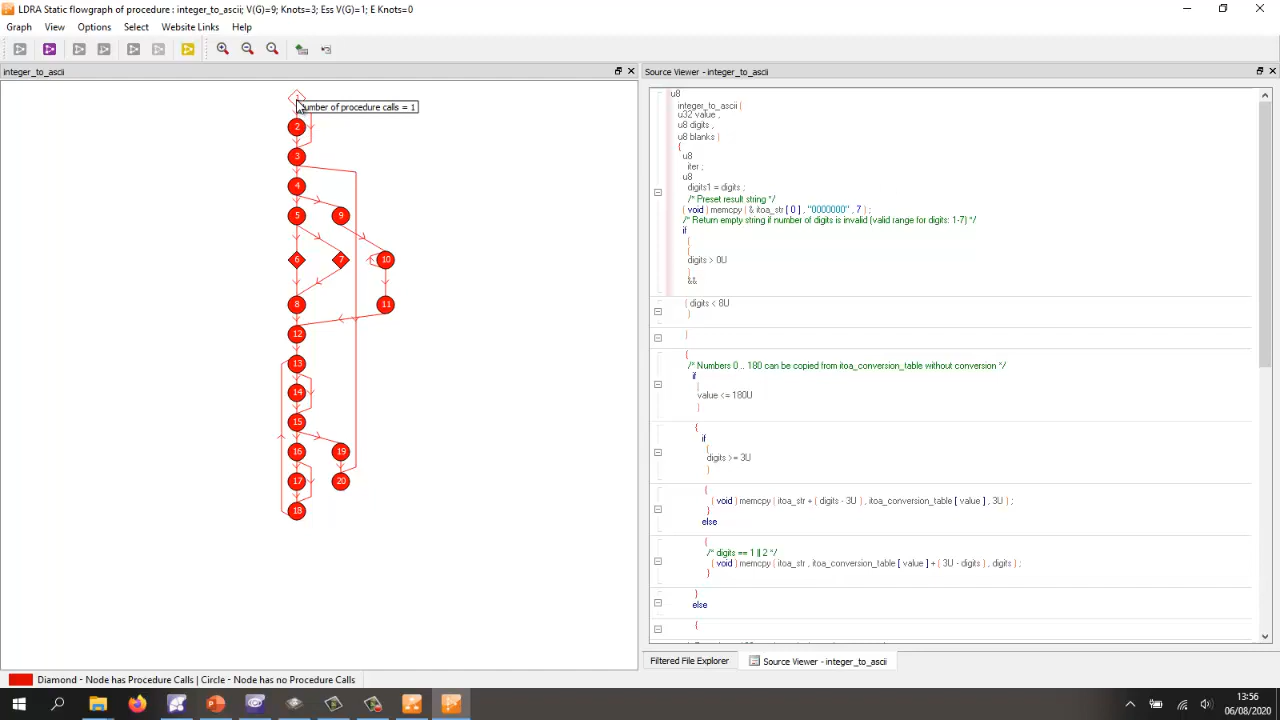 LDRA Static flowgraph of procedure : integer_to_ascii; V(G)=9; Knots=3; Ess V(G)=1; E Knots=0
Graph View Options Select Website Links Help
integer_to_ascii
Source Viewer - integer_to_ascii
umber of procedure calls = 1
2
3
4
5
9
6
7
10
8
11
12
13
14
15
16
19
17
20
18
u8
integer_to_ascii (
u32 value ,
u8 digits ,
u8 blanks )
{
u8
iter ;
u8
digits1 = digits ;
/* Preset result string */
( void ) memcpy ( & itoa_str [ 0 ] , "0000000" , 7 ) ;
/* Return empty string if number of digits is invalid (valid range for digits: 1-7) */
if
(
(
digits > 0U
)
&&
( digits < 8U
)
)
{
/* Numbers 0 .. 180 can be copied from itoa_conversion_table without conversion */
if
(
value <= 180U
)
{
if
(
digits >= 3U
)
{
( void ) memcpy ( itoa_str + ( digits - 3U ) , itoa_conversion_table [ value ] , 3U ) ;
}
else
{
/* digits == 1 || 2 */
( void ) memcpy ( itoa_str , itoa_conversion_table [ value ] + ( 3U - digits ) , digits ) ;
}
}
else
{
Filtered File Explorer
Source Viewer - integer_to_ascii
Diamond - Node has Procedure Calls | Circle - Node has no Procedure Calls
13:56
06/08/2020